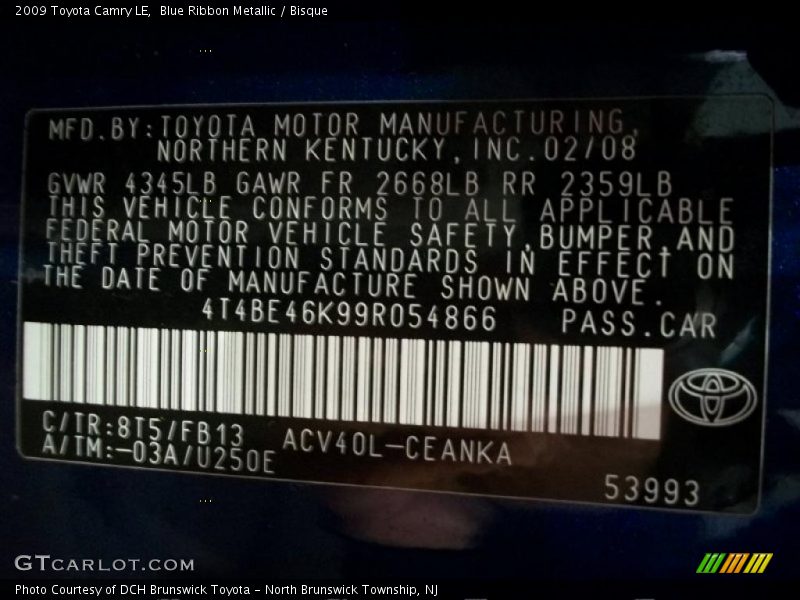 2009 Toyota Camry LE,  Blue Ribbon Metallic / Bisque
MFD.BY:TOYOTA MOTOR MANUFACTURING,
NORTHERN KENTUCKY,INC.02/08
GVWR 4345LB GAWR FR 2668LB RR 2359LB
THIS VEHICLE CONFORMS TO ALL APPLICABLE
FEDERAL MOTOR VEHICLE SAFETY,BUMPER,AND
THEFT PREVENTION STANDARDS IN EFFECT ON
THE DATE OF MANUFACTURE SHOWN ABOVE.
4T4BE46K99R054866 PASS.CAR
C/TR:8T5/FB13 ACV40L-CEANKA
A/TM:-03A/U250E
53993
GTCARLOT.COM
Photo Courtesy of DCH Brunswick Toyota - North Brunswick Township, NJ